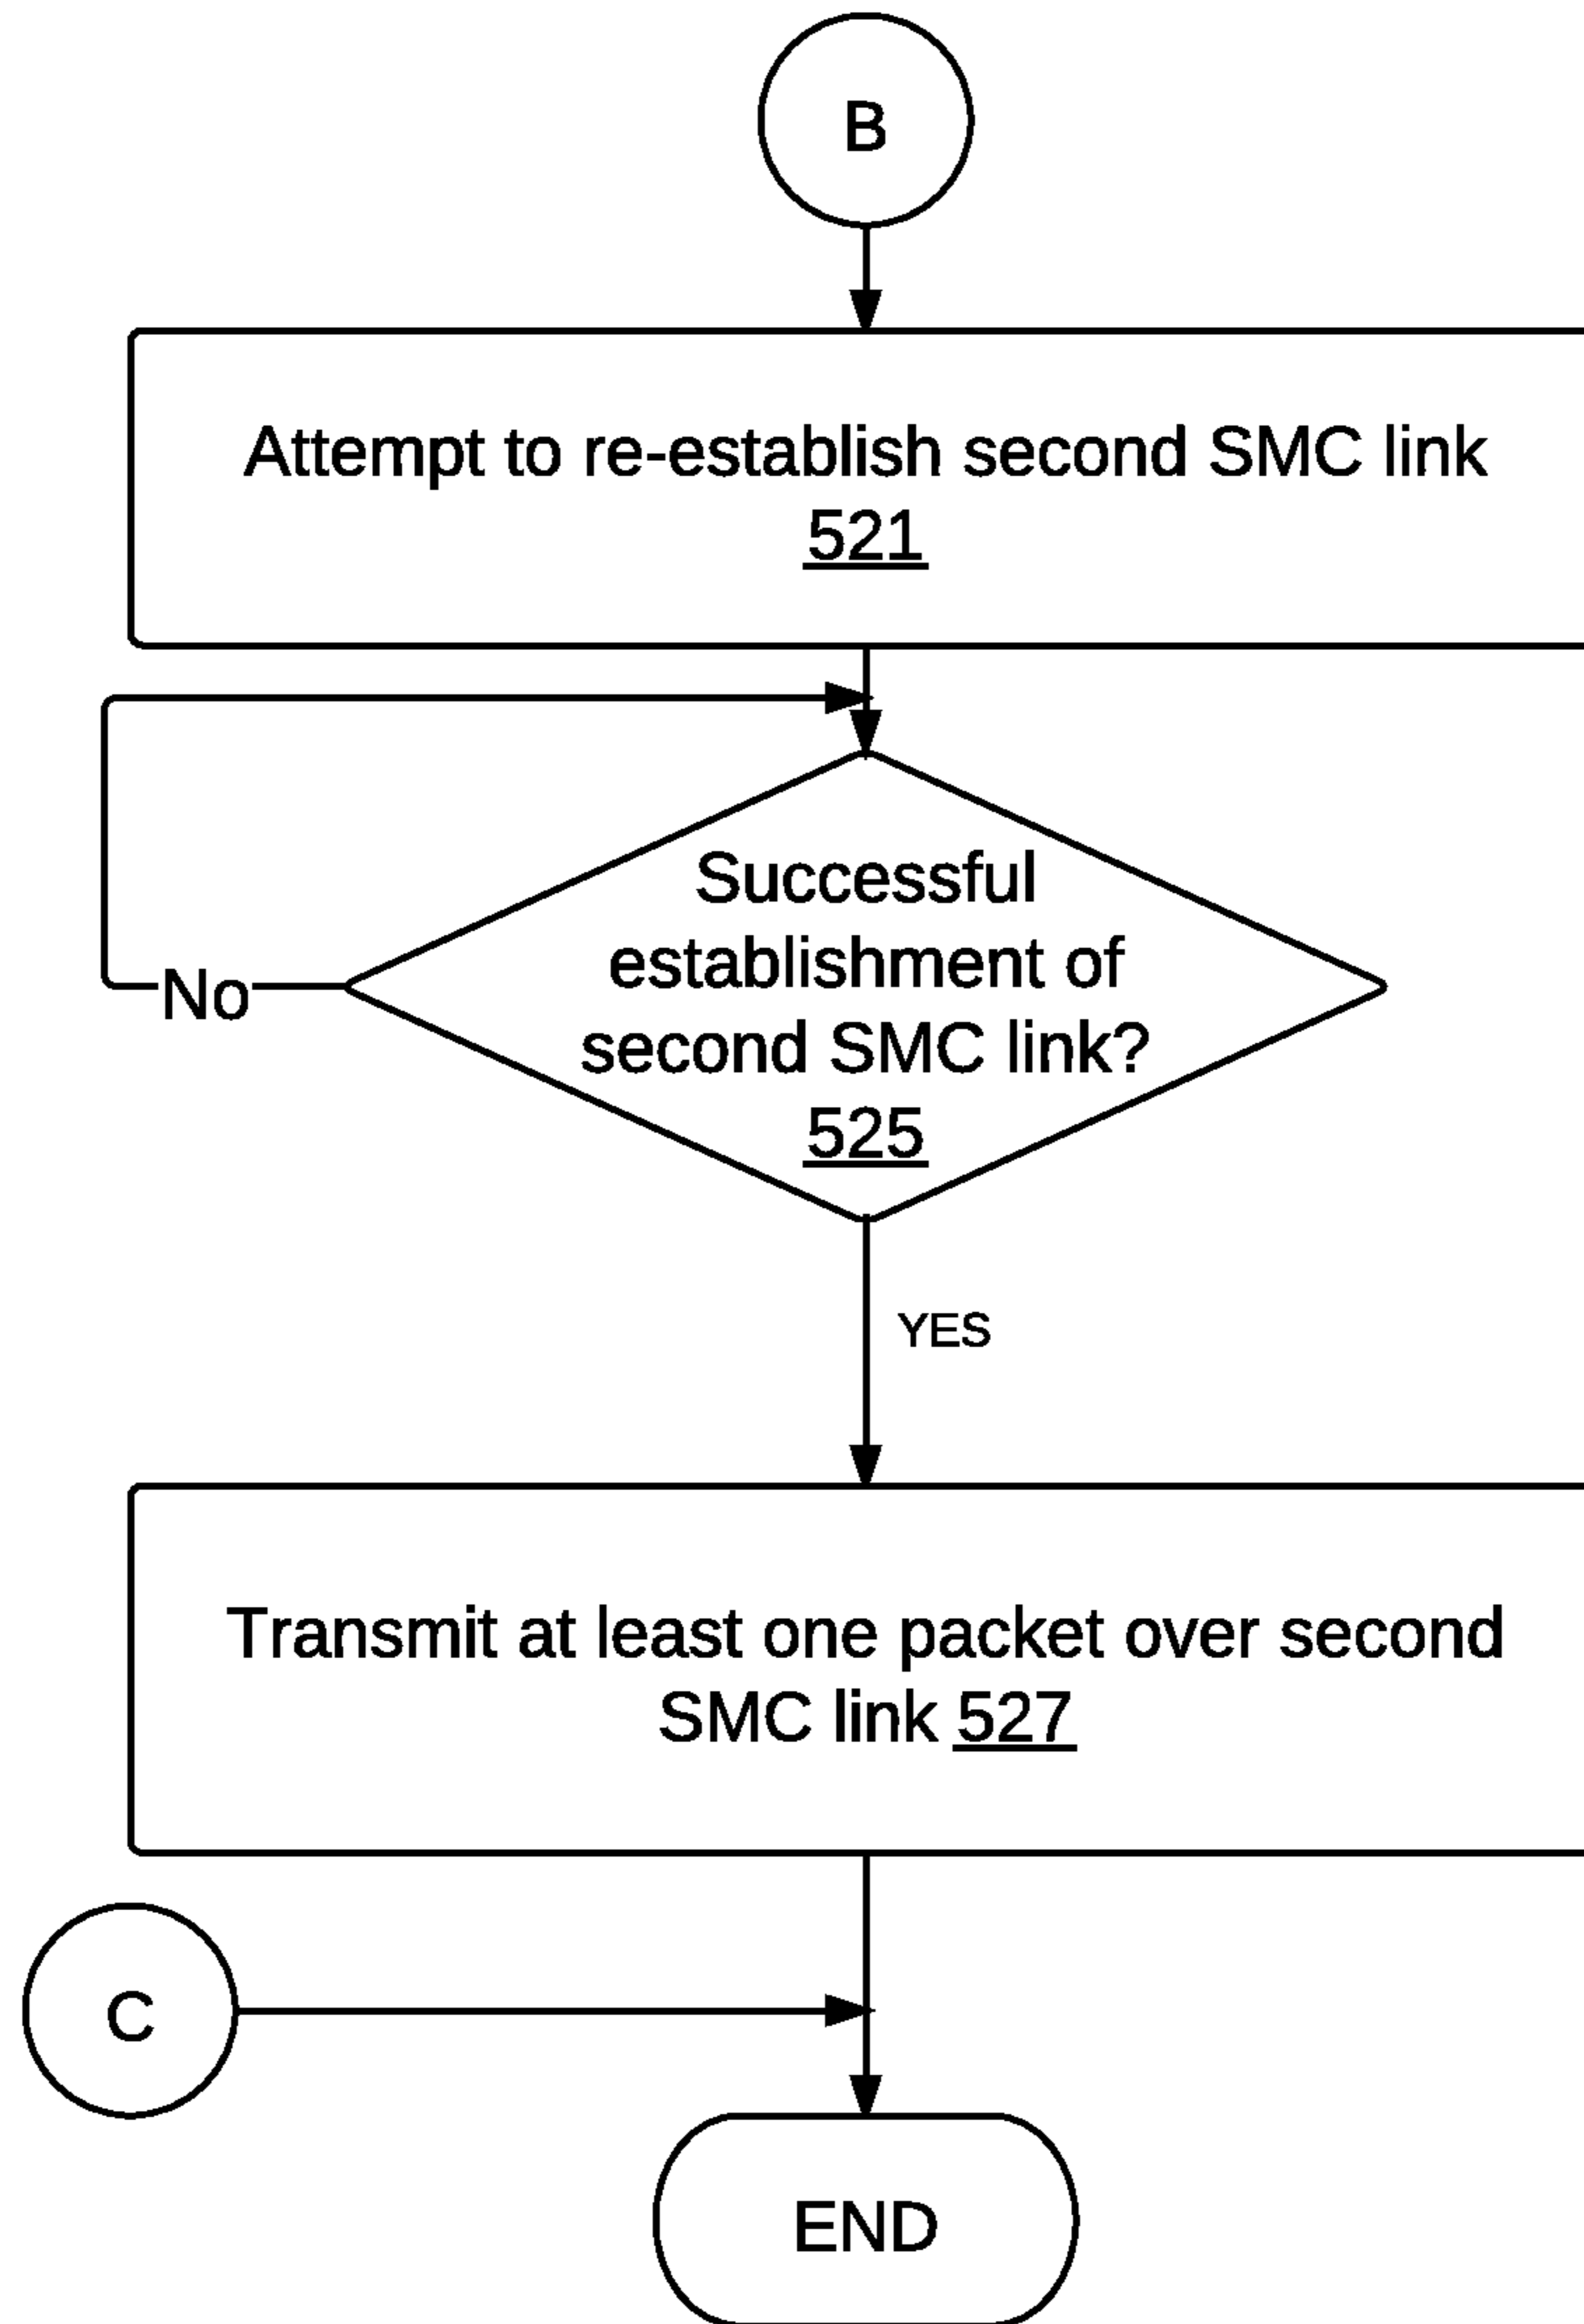 B
Attempt to re-establish second SMC link
521
Successful
establishment of
second SMC link?
525
No
YES
Transmit at least one packet over second
SMC link 527
C
END